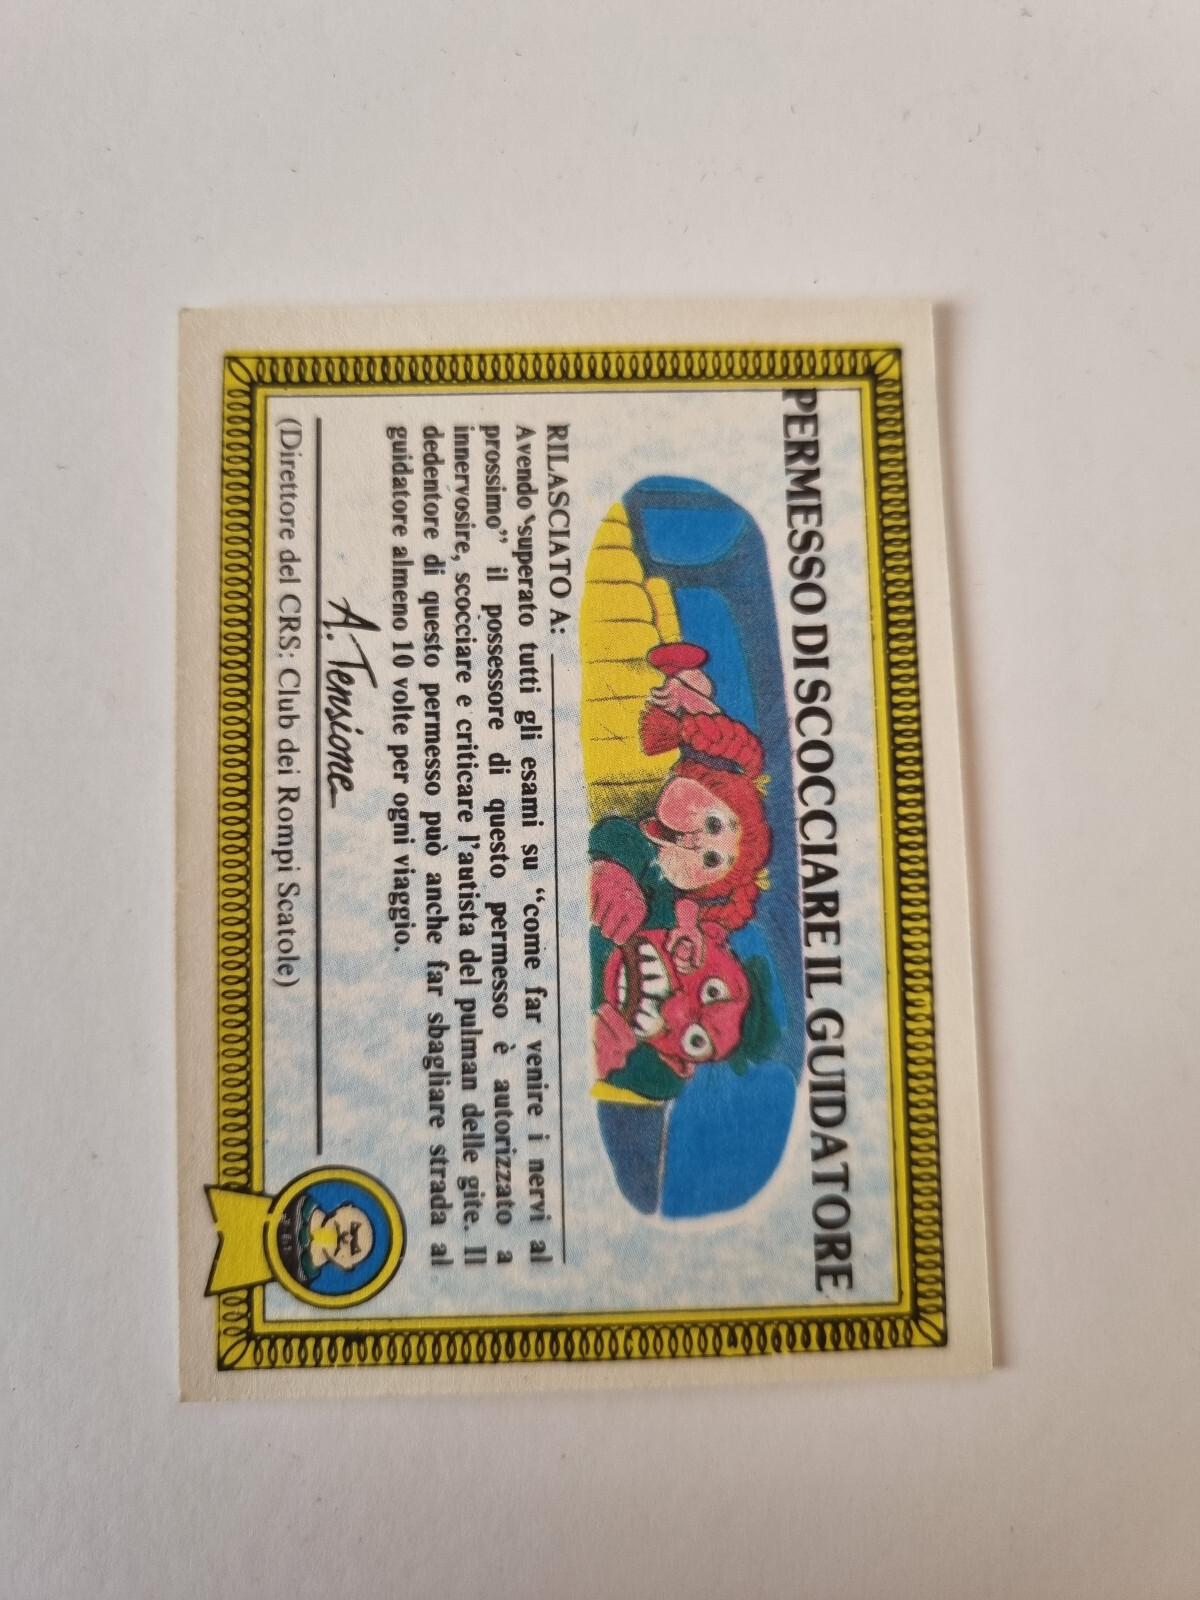 PERMESSO DI SCOCCIARE IL GUIDATORE
RILASCIATO A:
Avendo superato tutti gli esami su “come far venire i nervi al
prossimo” il possessore di questo permesso è autorizzato a
innervosire, scocciare e criticare l’autista del pulman delle gite. Il
dedentore di questo permesso può anche far sbagliare strada al
guidatore almeno 10 volte per ogni viaggio.
A. Tensione
(Direttore del CRS: Club dei Rompi Scatole)